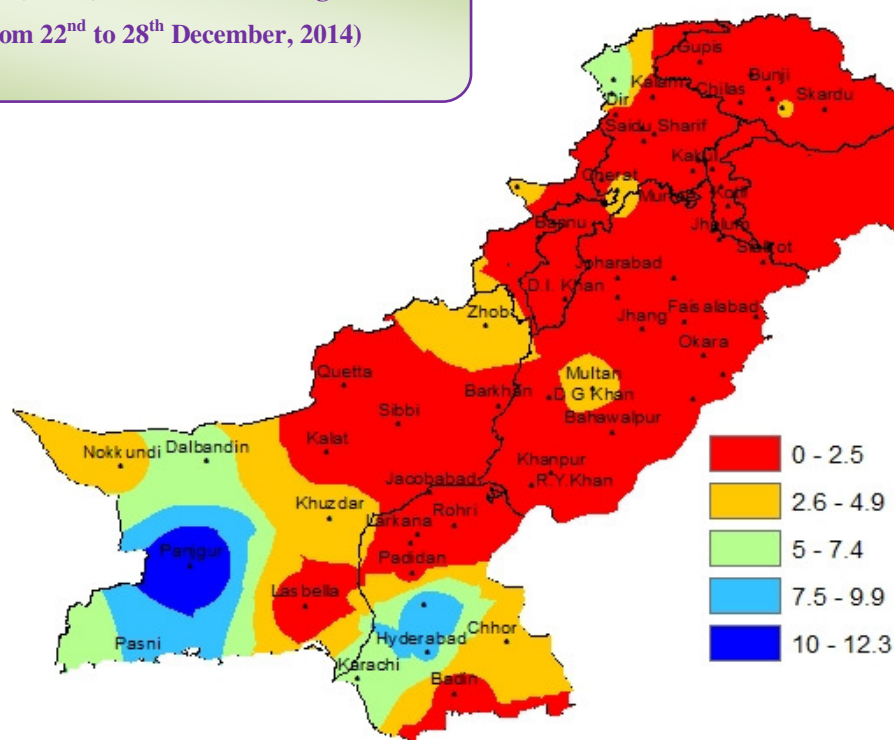 om 22nd to 28th December, 2014)
Gupis
Bunji
Kalam
Chilas
Skardu
Dir
Saidu Sharif
Kakul
Cherat
Kotli
Bannu
Jhelum
Sialkot
Joharabad
D.I. Khan
Zhob
Faisalabad
Jhang
Okara
Quetta
Multan
Barkhan
D G Khan
Sibbi
Bahawalpur
Kalat
Nokkundi
Dalbandin
Khanpur
Jacobabad
R.Y Khan
Khuzdar
Rohri
Larkana
Panjgur
Padidan
Lasbella
Chhor
Pasni
Hyderabad
Karachi
Badin
0 - 2.5
2.6 - 4.9
5 - 7.4
7.5 - 9.9
10 - 12.3